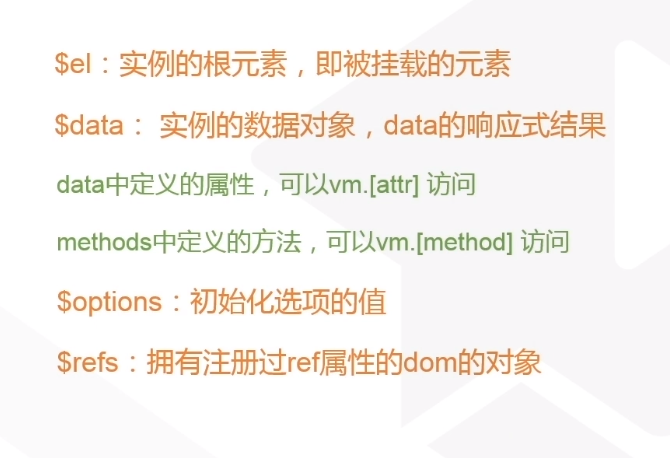 $el：实例的根元素，即被挂载的元素
$data： 实例的数据对象，data的响应式结果
data中定义的属性，可以vm.[attr] 访问
methods中定义的方法，可以vm.[method] 访问
$options：初始化选项的值
$refs：拥有注册过ref属性的dom的对象